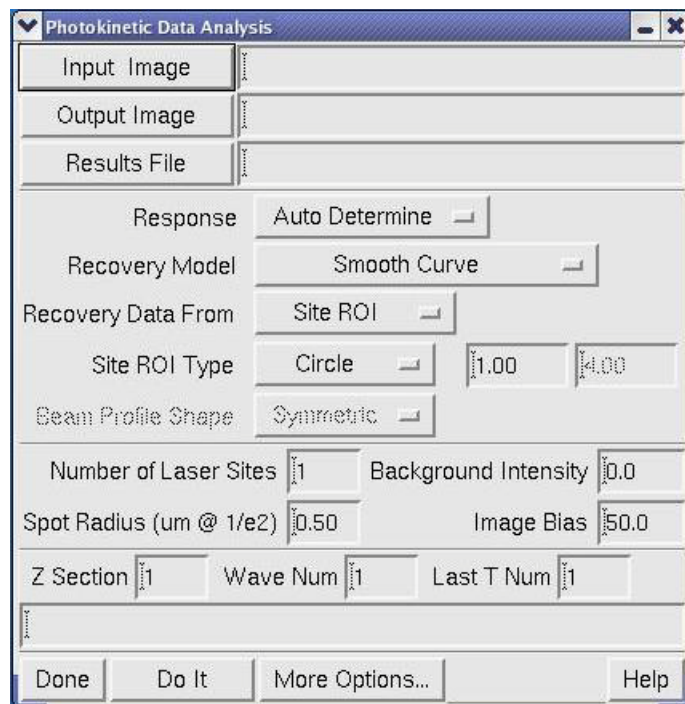 Photokinetic Data Analysis
Input Image
Output Image
Results File
Response Auto Determine
Recovery Model Smooth Curve
Recovery Data From Site ROI
Site ROI Type Circle 1.00 4.00
Beam Profile Shape Symmetric
Number of Laser Sites 1 Background Intensity 0.0
Spot Radius (um @ 1/e2) 0.50 Image Bias 50.0
Z Section 1 Wave Num 1 Last T Num 1
Done Do It More Options... Help